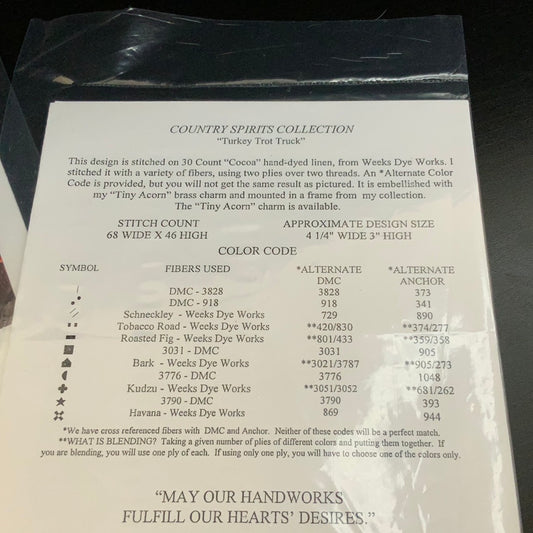 COUNTRY SPIRITS COLLECTION
"Turkey Trot Truck"
This design is stitched on 30 Count "Cocoa" hand-dyed linen, from Weeks Dye Works. I
stitched it with a variety of fibers, using two plies over two threads. An *Alternate Color
Code is provided, but you will not get the same result as pictured. It is embellished with
my "Tiny Acorn" brass charm and mounted in a frame from my collection.
The "Tiny Acorn" charm is available.
STITCH COUNT APPROXIMATE DESIGN SIZE
68 WIDE X 46 HIGH 4 1/4" WIDE 3" HIGH
COLOR CODE
SYMBOL FIBERS USED *ALTERNATE *ALTERNATE
DMC ANCHOR
DMC - 3828 3828 373
DMC - 918 918 341
Schneckley - Weeks Dye Works 729 890
Tobacco Road - Weeks Dye Works **420/830 **374/277
Roasted Fig - Weeks Dye Works **801/433 **359/358
3031 - DMC 3031 905
Bark - Weeks Dye Works **3021/3787 **905/273
3776 - DMC 3776 1048
Kudzu - Weeks Dye Works **3051/3052 **681/262
3790 - DMC 3790 393
Havana - Weeks Dye Works 869 944
*We have cross referenced fibers with DMC and Anchor. Neither of these codes will be a perfect match.
**WHAT IS BLENDING? Taking a given number of plies of different colors and putting them together. If
you are blending, you will use one ply of each. If using only one ply, you will have to choose one of the colors only.
"MAY OUR HANDWORKS
FULFILL OUR HEARTS' DESIRES."